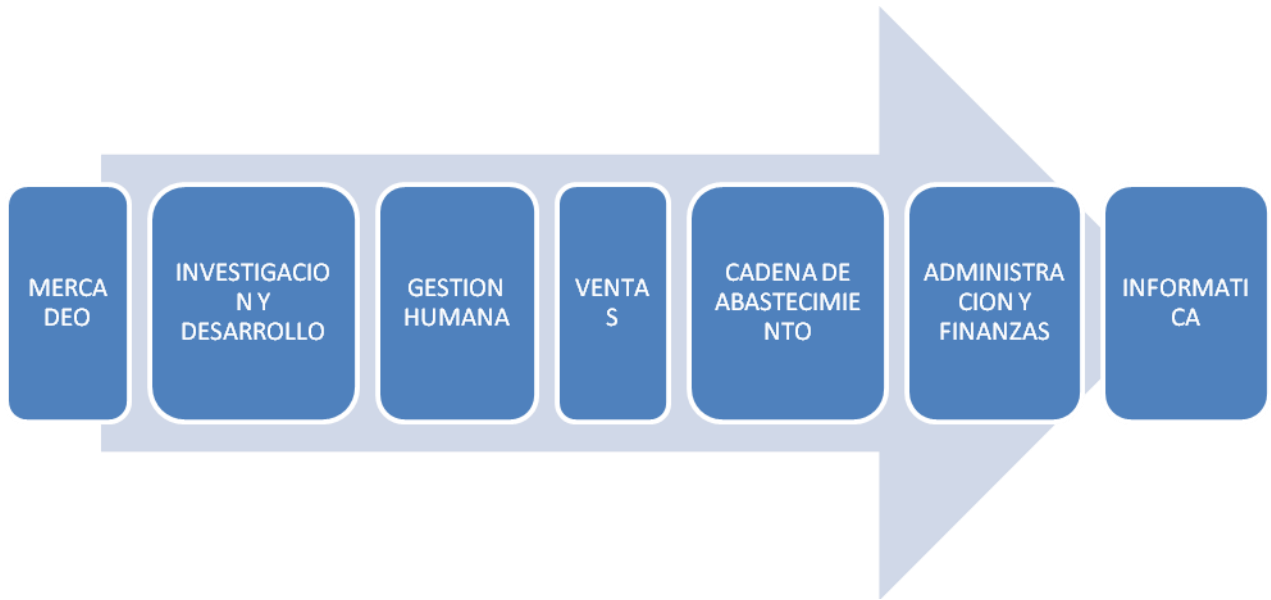 MERCA
DEO
INVESTIGACIO
N Y
DESARROLLO
GESTION
HUMANA
VENTA
S
CADENA DE
ABASTECIMIE
NTO
ADMINISTRA
CION Y
FINANZAS
INFORMATI
CA